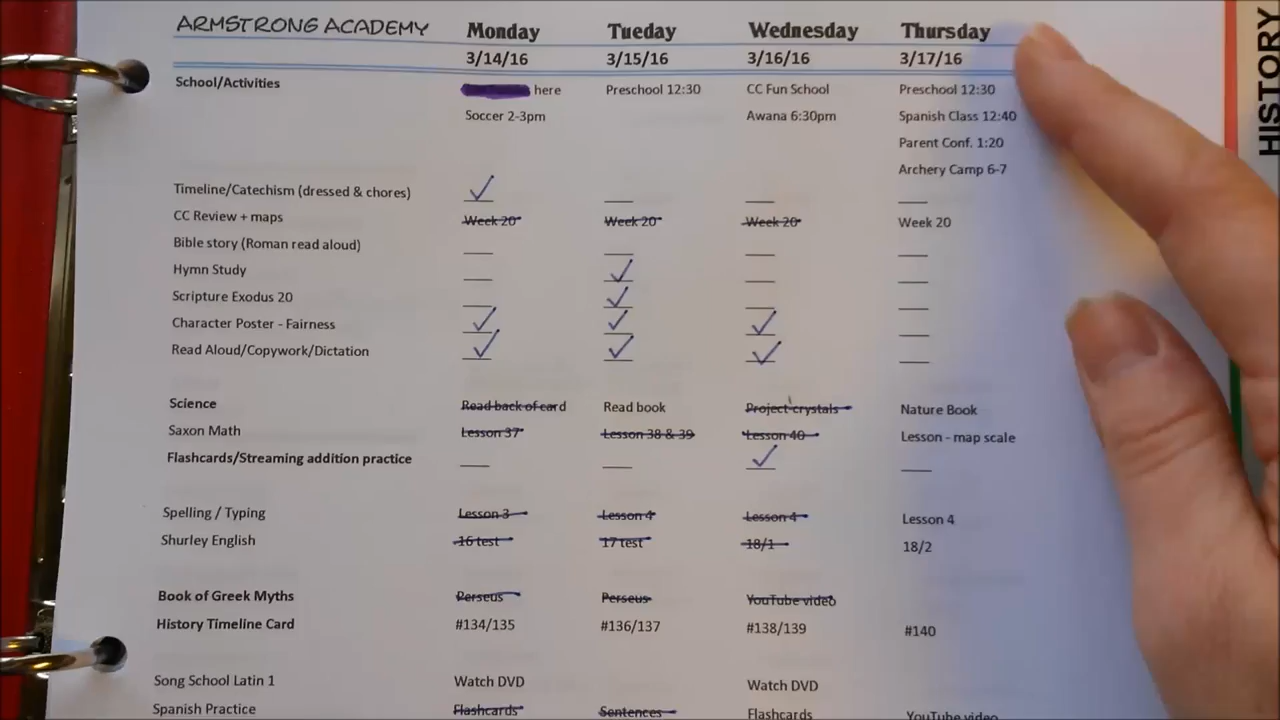 ARMSTRONG ACADEMY Monday Tueday Wednesday Thursday
3/14/16 3/15/16 3/16/16 3/17/16
School/Activities here Preschool 12:30 CC Fun School Preschool 12:30
Soccer 2-3pm Awana 6:30pm Spanish Class 12:40
Parent Conf. 1:20
Archery Camp 6-7
Timeline/Catechism (dressed & chores)
CC Review + maps Week 20 Week 20 Week 20 Week 20
Bible story (Roman read aloud)
Hymn Study
Scripture Exodus 20
Character Poster - Fairness
Read Aloud/Copywork/Dictation
Science Read back of card Read book Project crystals Nature Book
Saxon Math Lesson 37 Lesson 38 & 39 Lesson 40 Lesson - map scale
Flashcards/Streaming addition practice
Spelling / Typing Lesson 3 Lesson 4 Lesson 4 Lesson 4
Shurley English 16 test 17 test 18/1 18/2
Book of Greek Myths Perseus Perseus YouTube video
History Timeline Card #134/135 #136/137 #138/139 #140
Song School Latin 1 Watch DVD Watch DVD
Spanish Practice Flashcards Sentences Flashcards YouTube video
HISTORY